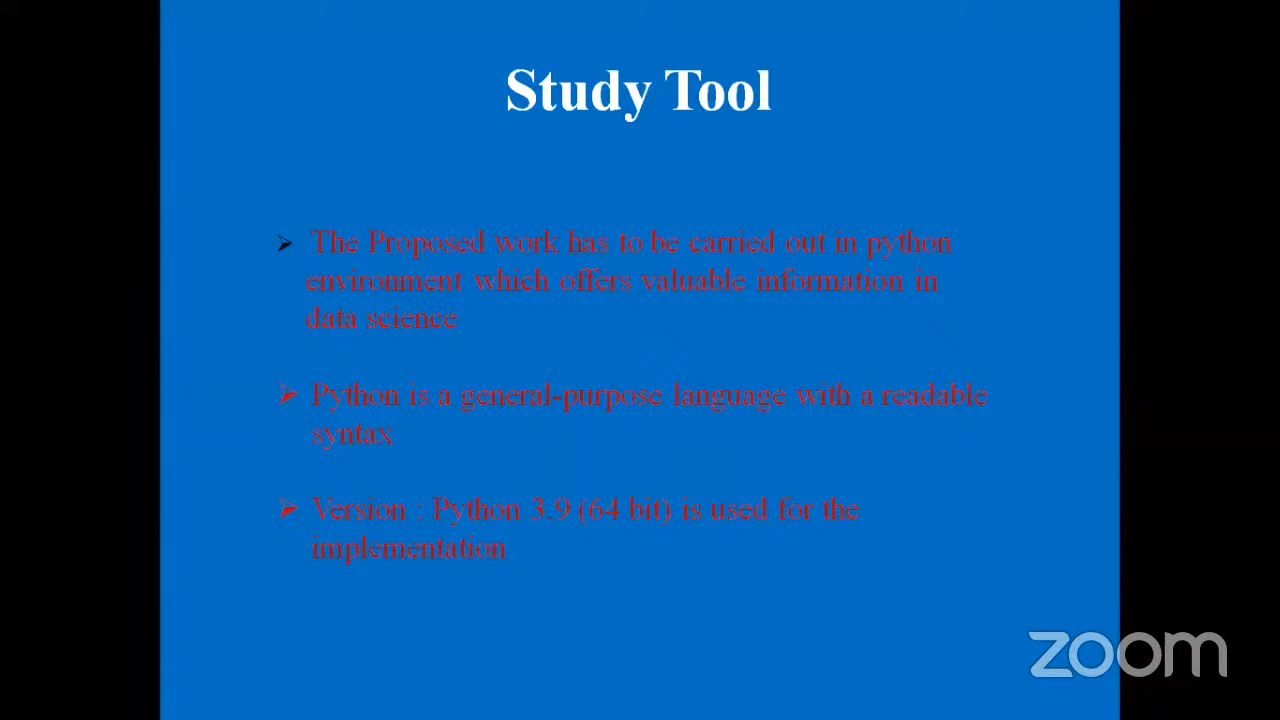 Study Tool
➢ The Proposed work has to be carried out in python
environment which offers valuable information in
data science
➢ Python is a general-purpose language with a readable
syntax
➢ Version : Python 3.9 (64 bit) is used for the
implementation
zoom